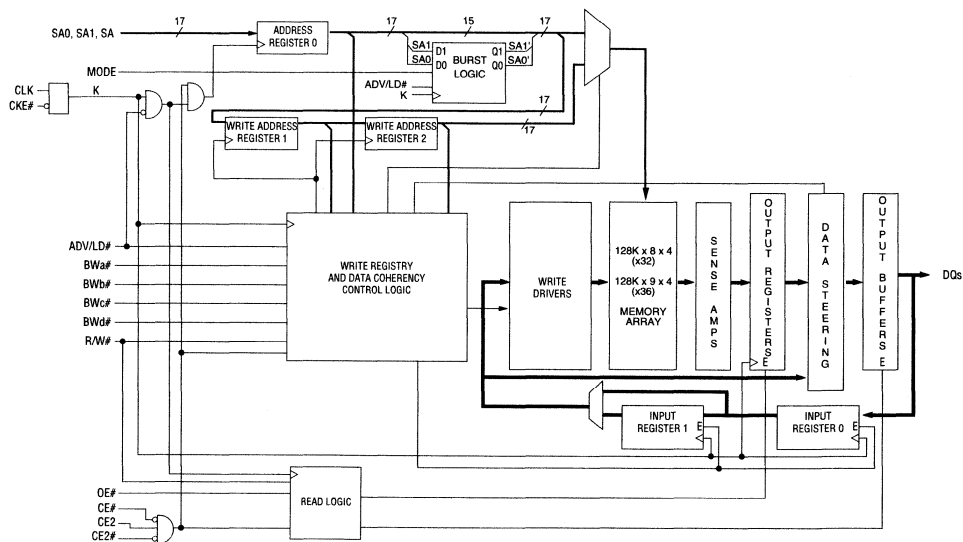 SA0, SA1, SA
17
ADDRESS
REGISTER 0
17
15
17
SA1
SA0
D1
D0
BURST
LOGIC
Q1
Q0
SA1'
SA0'
MODE
ADV/LD#
K
CLK
CKE#
K
17
17
WRITE ADDRESS
REGISTER 1
WRITE ADDRESS
REGISTER 2
ADV/LD#
BWa#
BWb#
BWc#
BWd#
R/W#
WRITE REGISTRY
AND DATA COHERENCY
CONTROL LOGIC
WRITE
DRIVERS
128K x 8 x 4
(x32)
128K x 9 x 4
(x36)
MEMORY
ARRAY
SENSE AMPS
OUTPUT REGISTERS
E
DATA STEERING
OUTPUT BUFFERS
E
DQs
INPUT
REGISTER 1
E
INPUT
REGISTER 0
E
OE#
CE#
CE2
CE2#
READ LOGIC